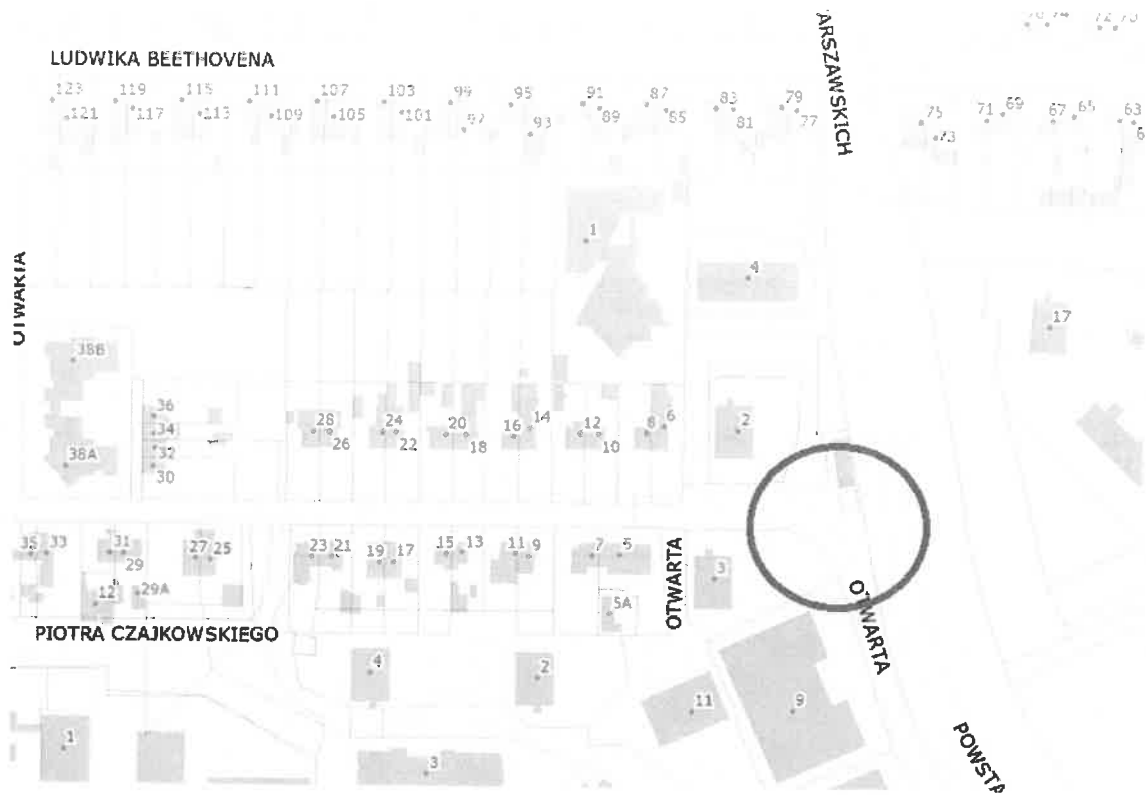 ARSZAWSKICH
LUDWIKA BEETHOVENA
123 119 115 111 107 103 99 95 91 87 83 79
121 117 113 109 105 101 97 93 89 85 81 77
75 71 69 67 65 63
73
1
4
OTWARTA
17
38B
36
34
32
30
38A
28 24 20 16 14 12 8 6 2
26 22 18 10
35 33 31 27 25 23 21 19 17 15 13 11 9 7 5
29
12 29A
3
5A
OTWARTA
OTWARTA
PIOTRA CZAJKOWSKIEGO
4
2
11
9
1
3
POWSTA